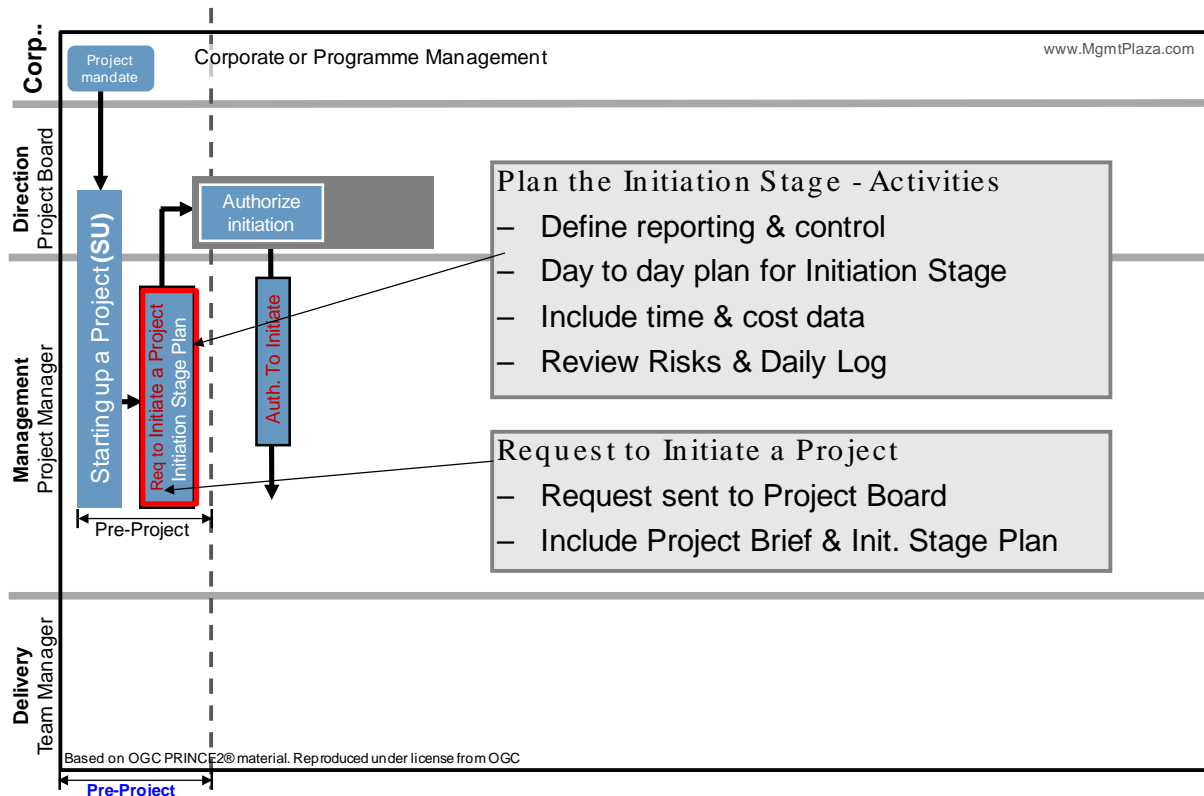 Corp..
Project
mandate
Corporate or Programme Management
www.MgmtPlaza.com
Direction
Project Board
Authorize
initiation
Plan the Initiation Stage - Activities
– Define reporting & control
– Day to day plan for Initiation Stage
– Include time & cost data
– Review Risks & Daily Log
Management
Project Manager
Starting up a Project (SU)
Req to Initiate a Project
Initiation Stage Plan
Auth. To Initiate
Request to Initiate a Project
– Request sent to Project Board
– Include Project Brief & Init. Stage Plan
Pre-Project
Delivery
Team Manager
Based on OGC PRINCE2® material. Reproduced under license from OGC
Pre-Project